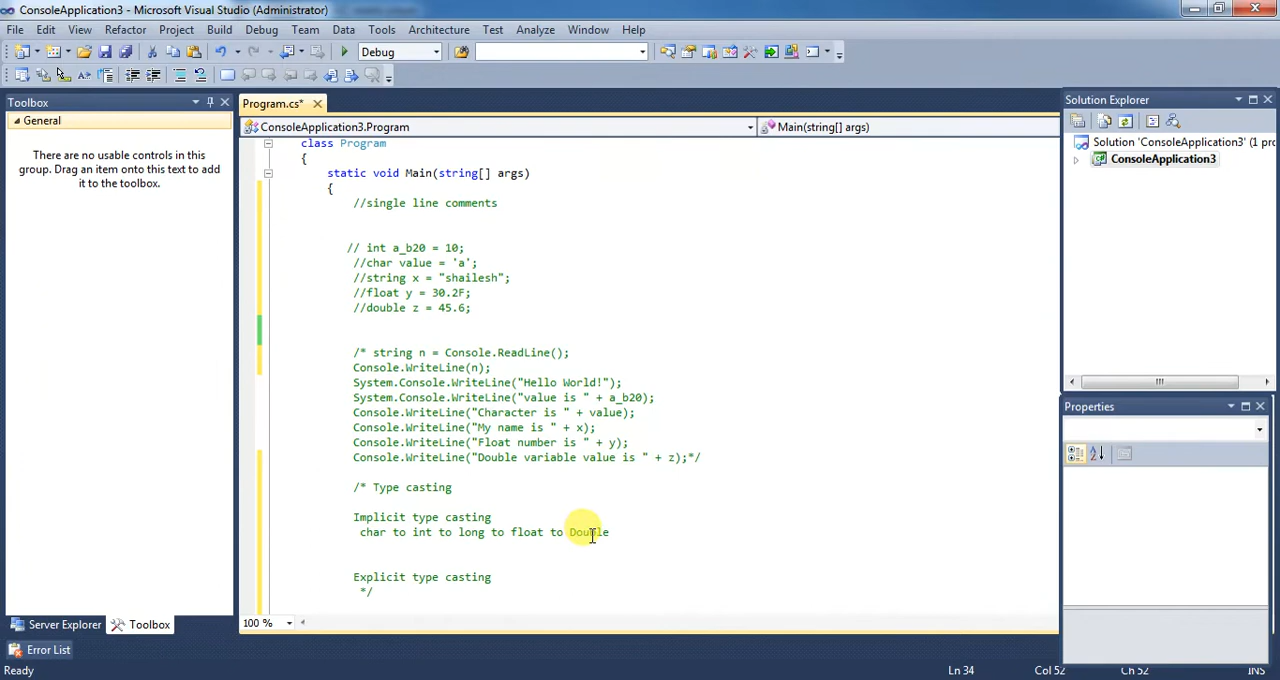 ConsoleApplication3 - Microsoft Visual Studio (Administrator)
File Edit View Refactor Project Build Debug Team Data Tools Architecture Test Analyze Window Help
Debug
Toolbox
General
There are no usable controls in this
group. Drag an item onto this text to add
it to the toolbox.
Server Explorer Toolbox
Program.cs*
ConsoleApplication3.Program Main(string[] args)
class Program
{
static void Main(string[] args)
{
//single line comments
// int a_b20 = 10;
//char value = 'a';
//string x = "shailesh";
//float y = 30.2F;
//double z = 45.6;
/* string n = Console.ReadLine();
Console.WriteLine(n);
System.Console.WriteLine("Hello World!");
System.Console.WriteLine("value is " + a_b20);
Console.WriteLine("Character is " + value);
Console.WriteLine("My name is " + x);
Console.WriteLine("Float number is " + y);
Console.WriteLine("Double variable value is " + z);*/
/* Type casting
Implicit type casting
char to int to long to float to Double
Explicit type casting
*/
100 %
Solution Explorer
Solution 'ConsoleApplication3' (1 pro
ConsoleApplication3
Properties
Error List
Ready Ln 34 Col 52 Ch 52 INS